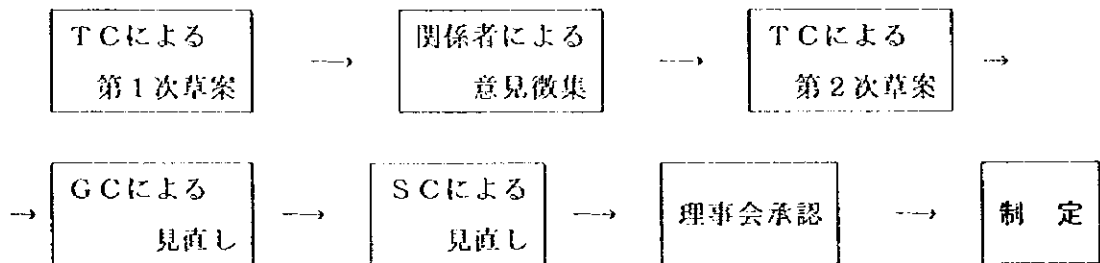 TCによる
第1次草案
→
関係者による
意見徴集
→
TCによる
第2次草案
→
→
GCによる
見直し
→
SCによる
見直し
→
理事会承認
→
制 定